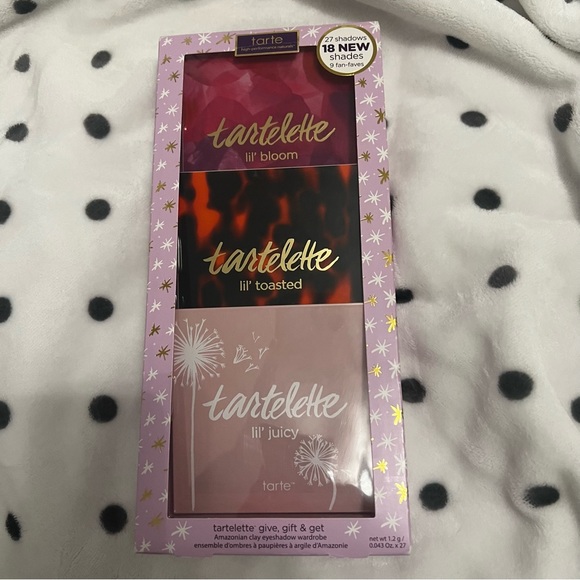 tarte
high-performance naturals
27 shadows
18 NEW
shades
9 fan-faves
tartelette
lil' bloom
tartelette
lil' toasted
tartelette
lil' juicy
tarte™
tartelette™ give, gift & get
Amazonian clay eyeshadow wardrobe
ensemble d'ombres à paupières à argile d'Amazonie
net wt 1.2 g /
0.043 Oz. x 27